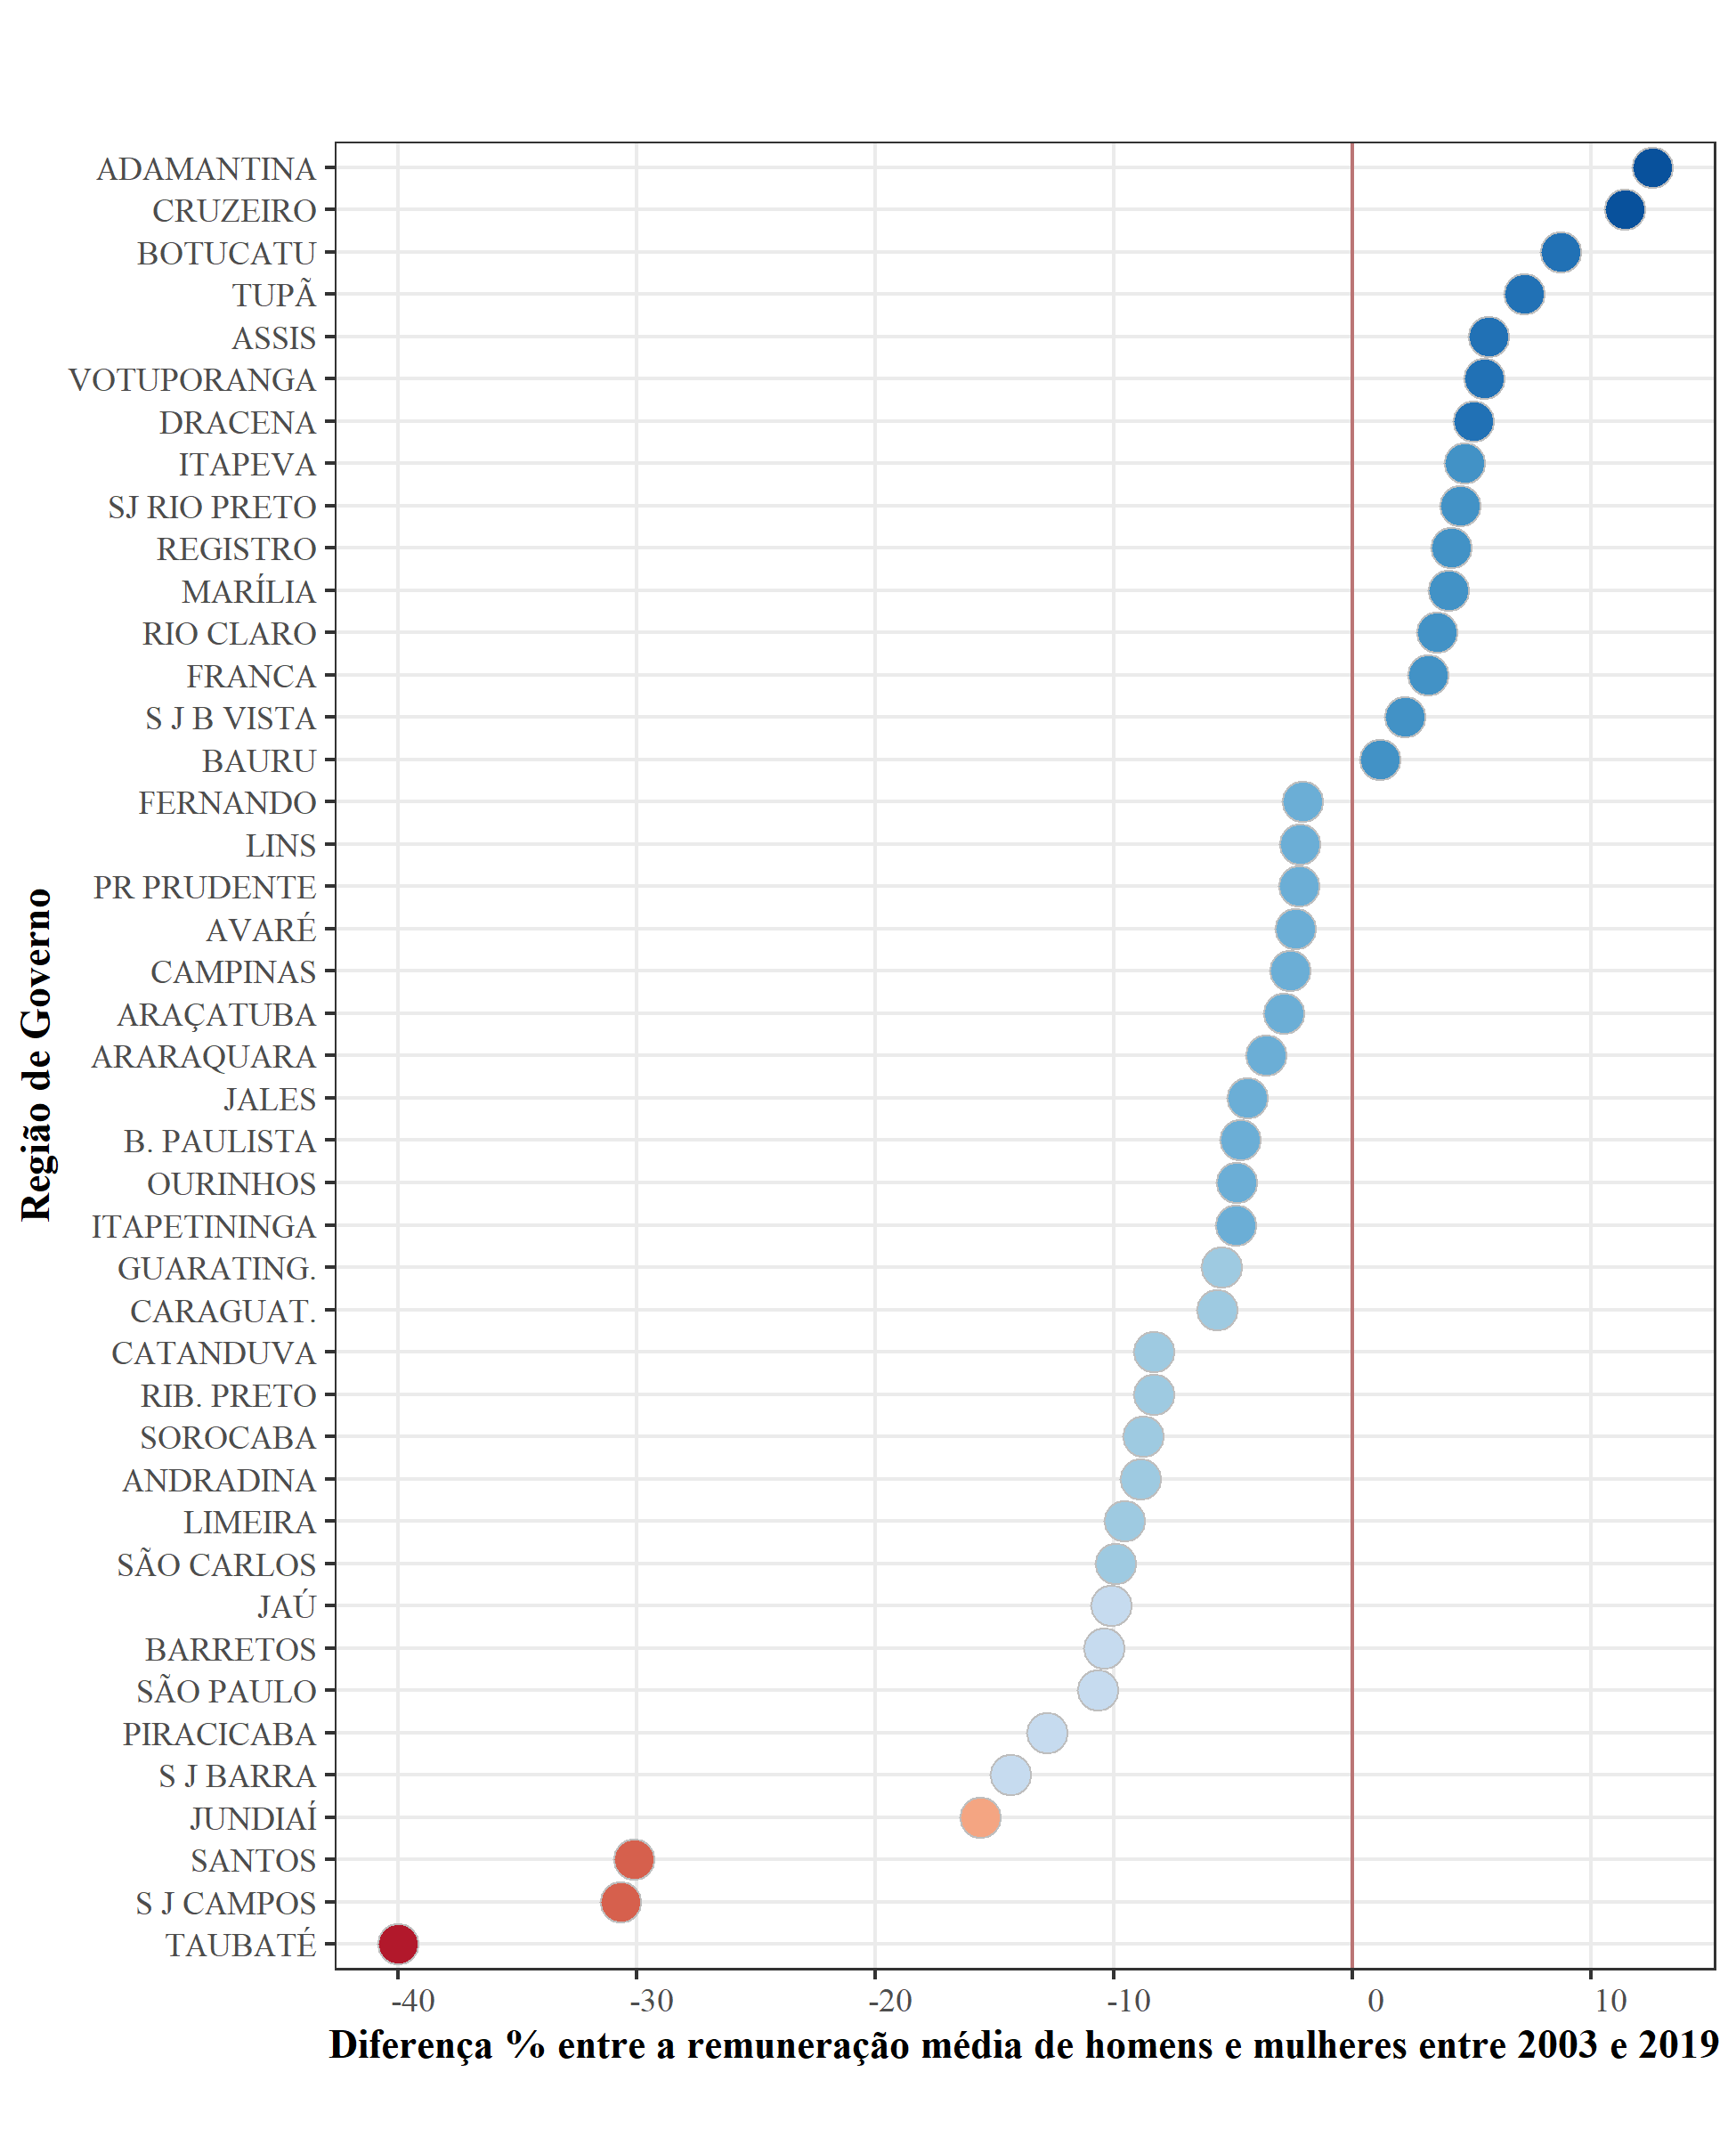 ADAMANTINA
CRUZEIRO
BOTUCATU
TUPÃ
ASSIS
VOTUPORANGA
DRACENA
ITAPEVA
SJ RIO PRETO
REGISTRO
MARÍLIA
RIO CLARO
FRANCA
S J B VISTA
BAURU
FERNANDO
LINS
PR PRUDENTE
AVARÉ
CAMPINAS
ARAÇATUBA
ARARAQUARA
JALES
B. PAULISTA
OURINHOS
ITAPETININGA
GUARATING.
CARAGUAT.
CATANDUVA
RIB. PRETO
SOROCABA
ANDRADINA
LIMEIRA
SÃO CARLOS
JAÚ
BARRETOS
SÃO PAULO
PIRACICABA
S J BARRA
JUNDIAÍ
SANTOS
S J CAMPOS
TAUBATÉ
Região de Governo
-40 -30 -20 -10 0 10
Diferença % entre a remuneração média de homens e mulheres entre 2003 e 2019